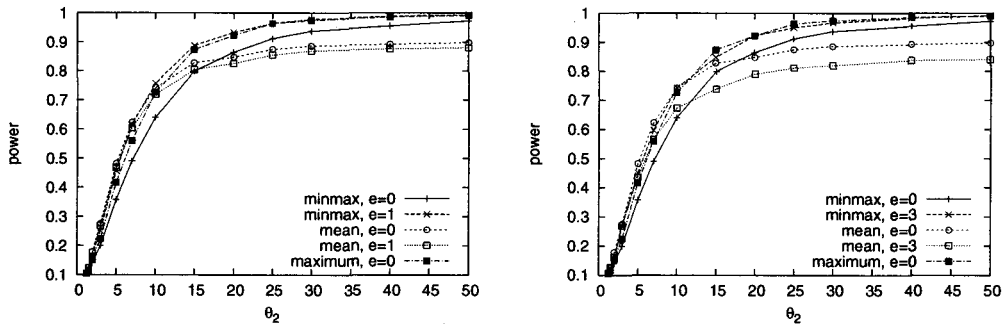 1
0.9
0.8
0.7
0.6
0.5
0.4
0.3
0.2
0.1
power
0 1 5 10 15 20 25 30 35 40 45 50
θ2
minmax, e=0
minmax, e=1
mean, e=0
mean, e=1
maximum, e=0
1
0.9
0.8
0.7
0.6
0.5
0.4
0.3
0.2
0.1
power
0 1 5 10 15 20 25 30 35 40 45 50
θ2
minmax, e=0
minmax, e=3
mean, e=0
mean, e=3
maximum, e=0